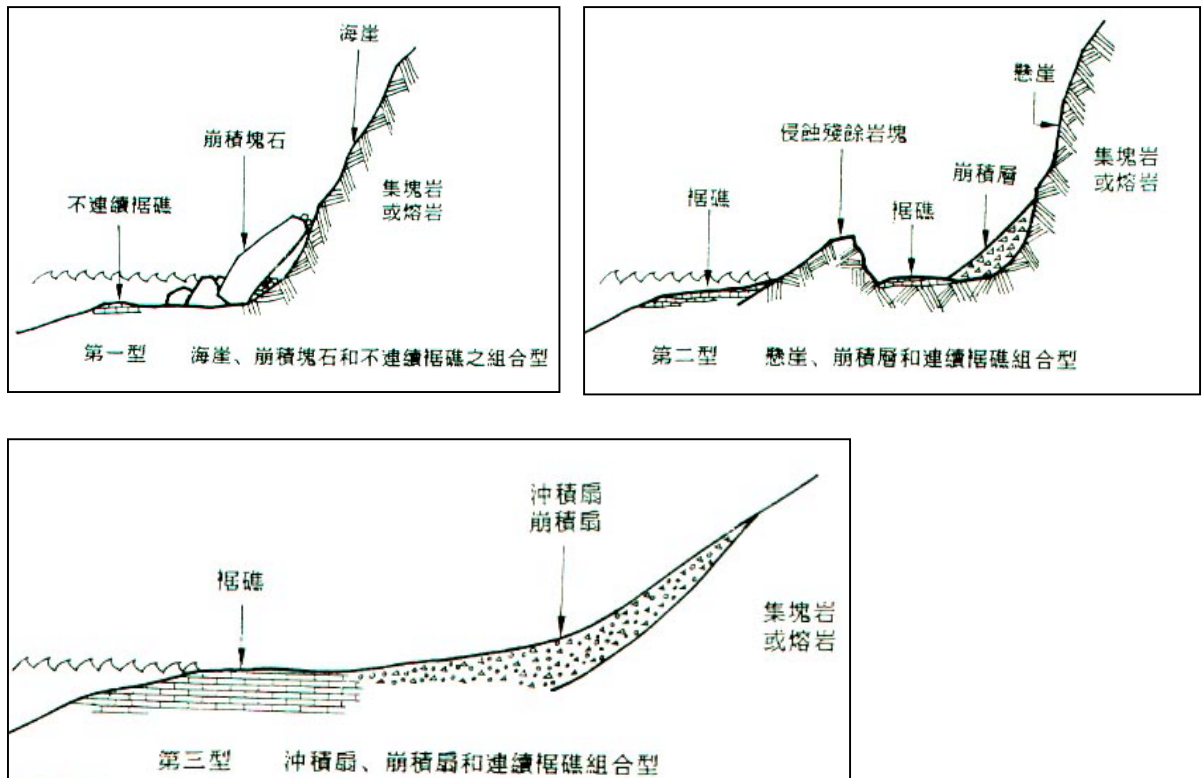 海崖
崩積塊石
不連續裾礁
集塊岩
或熔岩
第一型 海崖、崩積塊石和不連續裾礁之組合型
懸崖
侵蝕殘餘岩塊
崩積層
集塊岩
或熔岩
裾礁
裾礁
第二型 懸崖、崩積層和連續裾礁組合型
沖積扇
崩積扇
裾礁
集塊岩
或熔岩
第三型 沖積扇、崩積扇和連續裾礁組合型